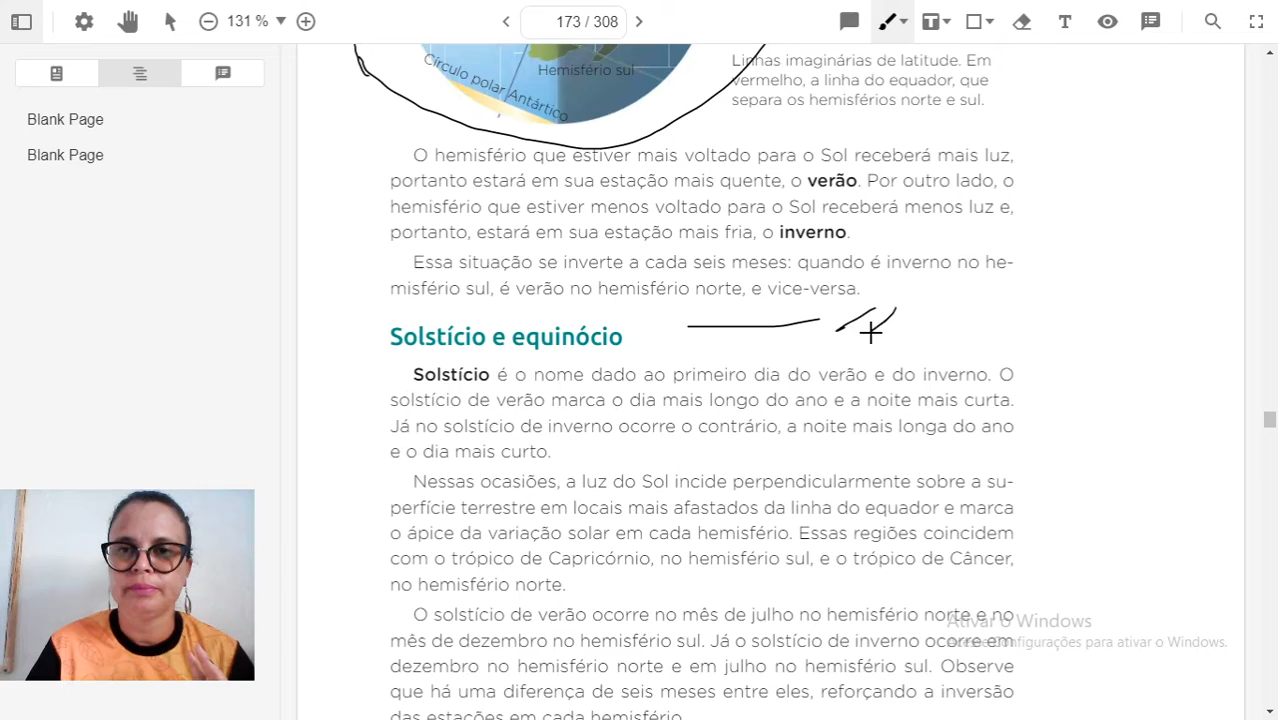 131 %
173 / 308
Blank Page
Blank Page
Círculo polar Antártico
Hemisfério sul
Linhas imaginárias de latitude. Em
vermelho, a linha do equador, que
separa os hemisférios norte e sul.
O hemisfério que estiver mais voltado para o Sol receberá mais luz,
portanto estará em sua estação mais quente, o verão. Por outro lado, o
hemisfério que estiver menos voltado para o Sol receberá menos luz e,
portanto, estará em sua estação mais fria, o inverno.
Essa situação se inverte a cada seis meses: quando é inverno no he-
misfério sul, é verão no hemisfério norte, e vice-versa.
Solstício e equinócio
Solstício é o nome dado ao primeiro dia do verão e do inverno. O
solstício de verão marca o dia mais longo do ano e a noite mais curta.
Já no solstício de inverno ocorre o contrário, a noite mais longa do ano
e o dia mais curto.
Nessas ocasiões, a luz do Sol incide perpendicularmente sobre a su-
perfície terrestre em locais mais afastados da linha do equador e marca
o ápice da variação solar em cada hemisfério. Essas regiões coincidem
com o trópico de Capricórnio, no hemisfério sul, e o trópico de Câncer,
no hemisfério norte.
O solstício de verão ocorre no mês de julho no hemisfério norte e no
mês de dezembro no hemisfério sul. Já o solstício de inverno ocorre em
dezembro no hemisfério norte e em julho no hemisfério sul. Observe
que há uma diferença de seis meses entre eles, reforçando a inversão
das estações em cada hemisfério.
Ativar o Windows
Acesse Configurações para ativar o Windows.